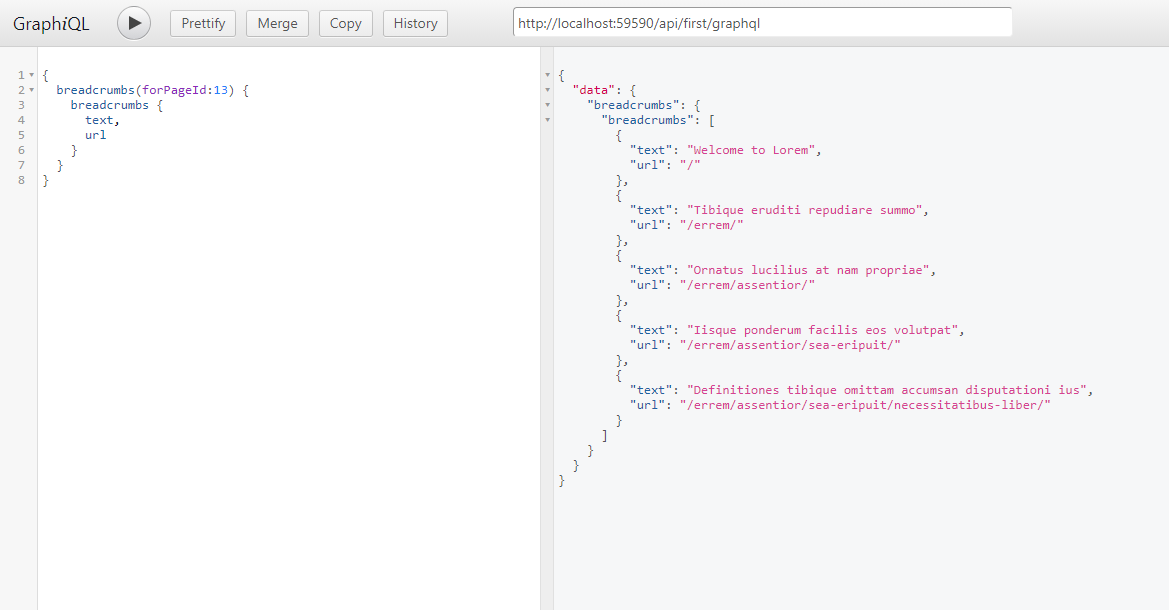 GraphiQL Prettify Merge Copy History http://localhost:59590/api/first/graphql
1 {
2 breadcrumbs(forPageId:13) {
3 breadcrumbs {
4 text,
5 url
6 }
7 }
8 }
{
"data": {
"breadcrumbs": {
"breadcrumbs": [
{
"text": "Welcome to Lorem",
"url": "/"
},
{
"text": "Tibique eruditi repudiare summo",
"url": "/errem/"
},
{
"text": "Ornatus lucilius at nam propriae",
"url": "/errem/assentior/"
},
{
"text": "Iisque ponderum facilis eos volutpat",
"url": "/errem/assentior/sea-eripuit/"
},
{
"text": "Definitiones tibique omittam accumsan disputationi ius",
"url": "/errem/assentior/sea-eripuit/necessitatibus-liber/"
}
]
}
}
}